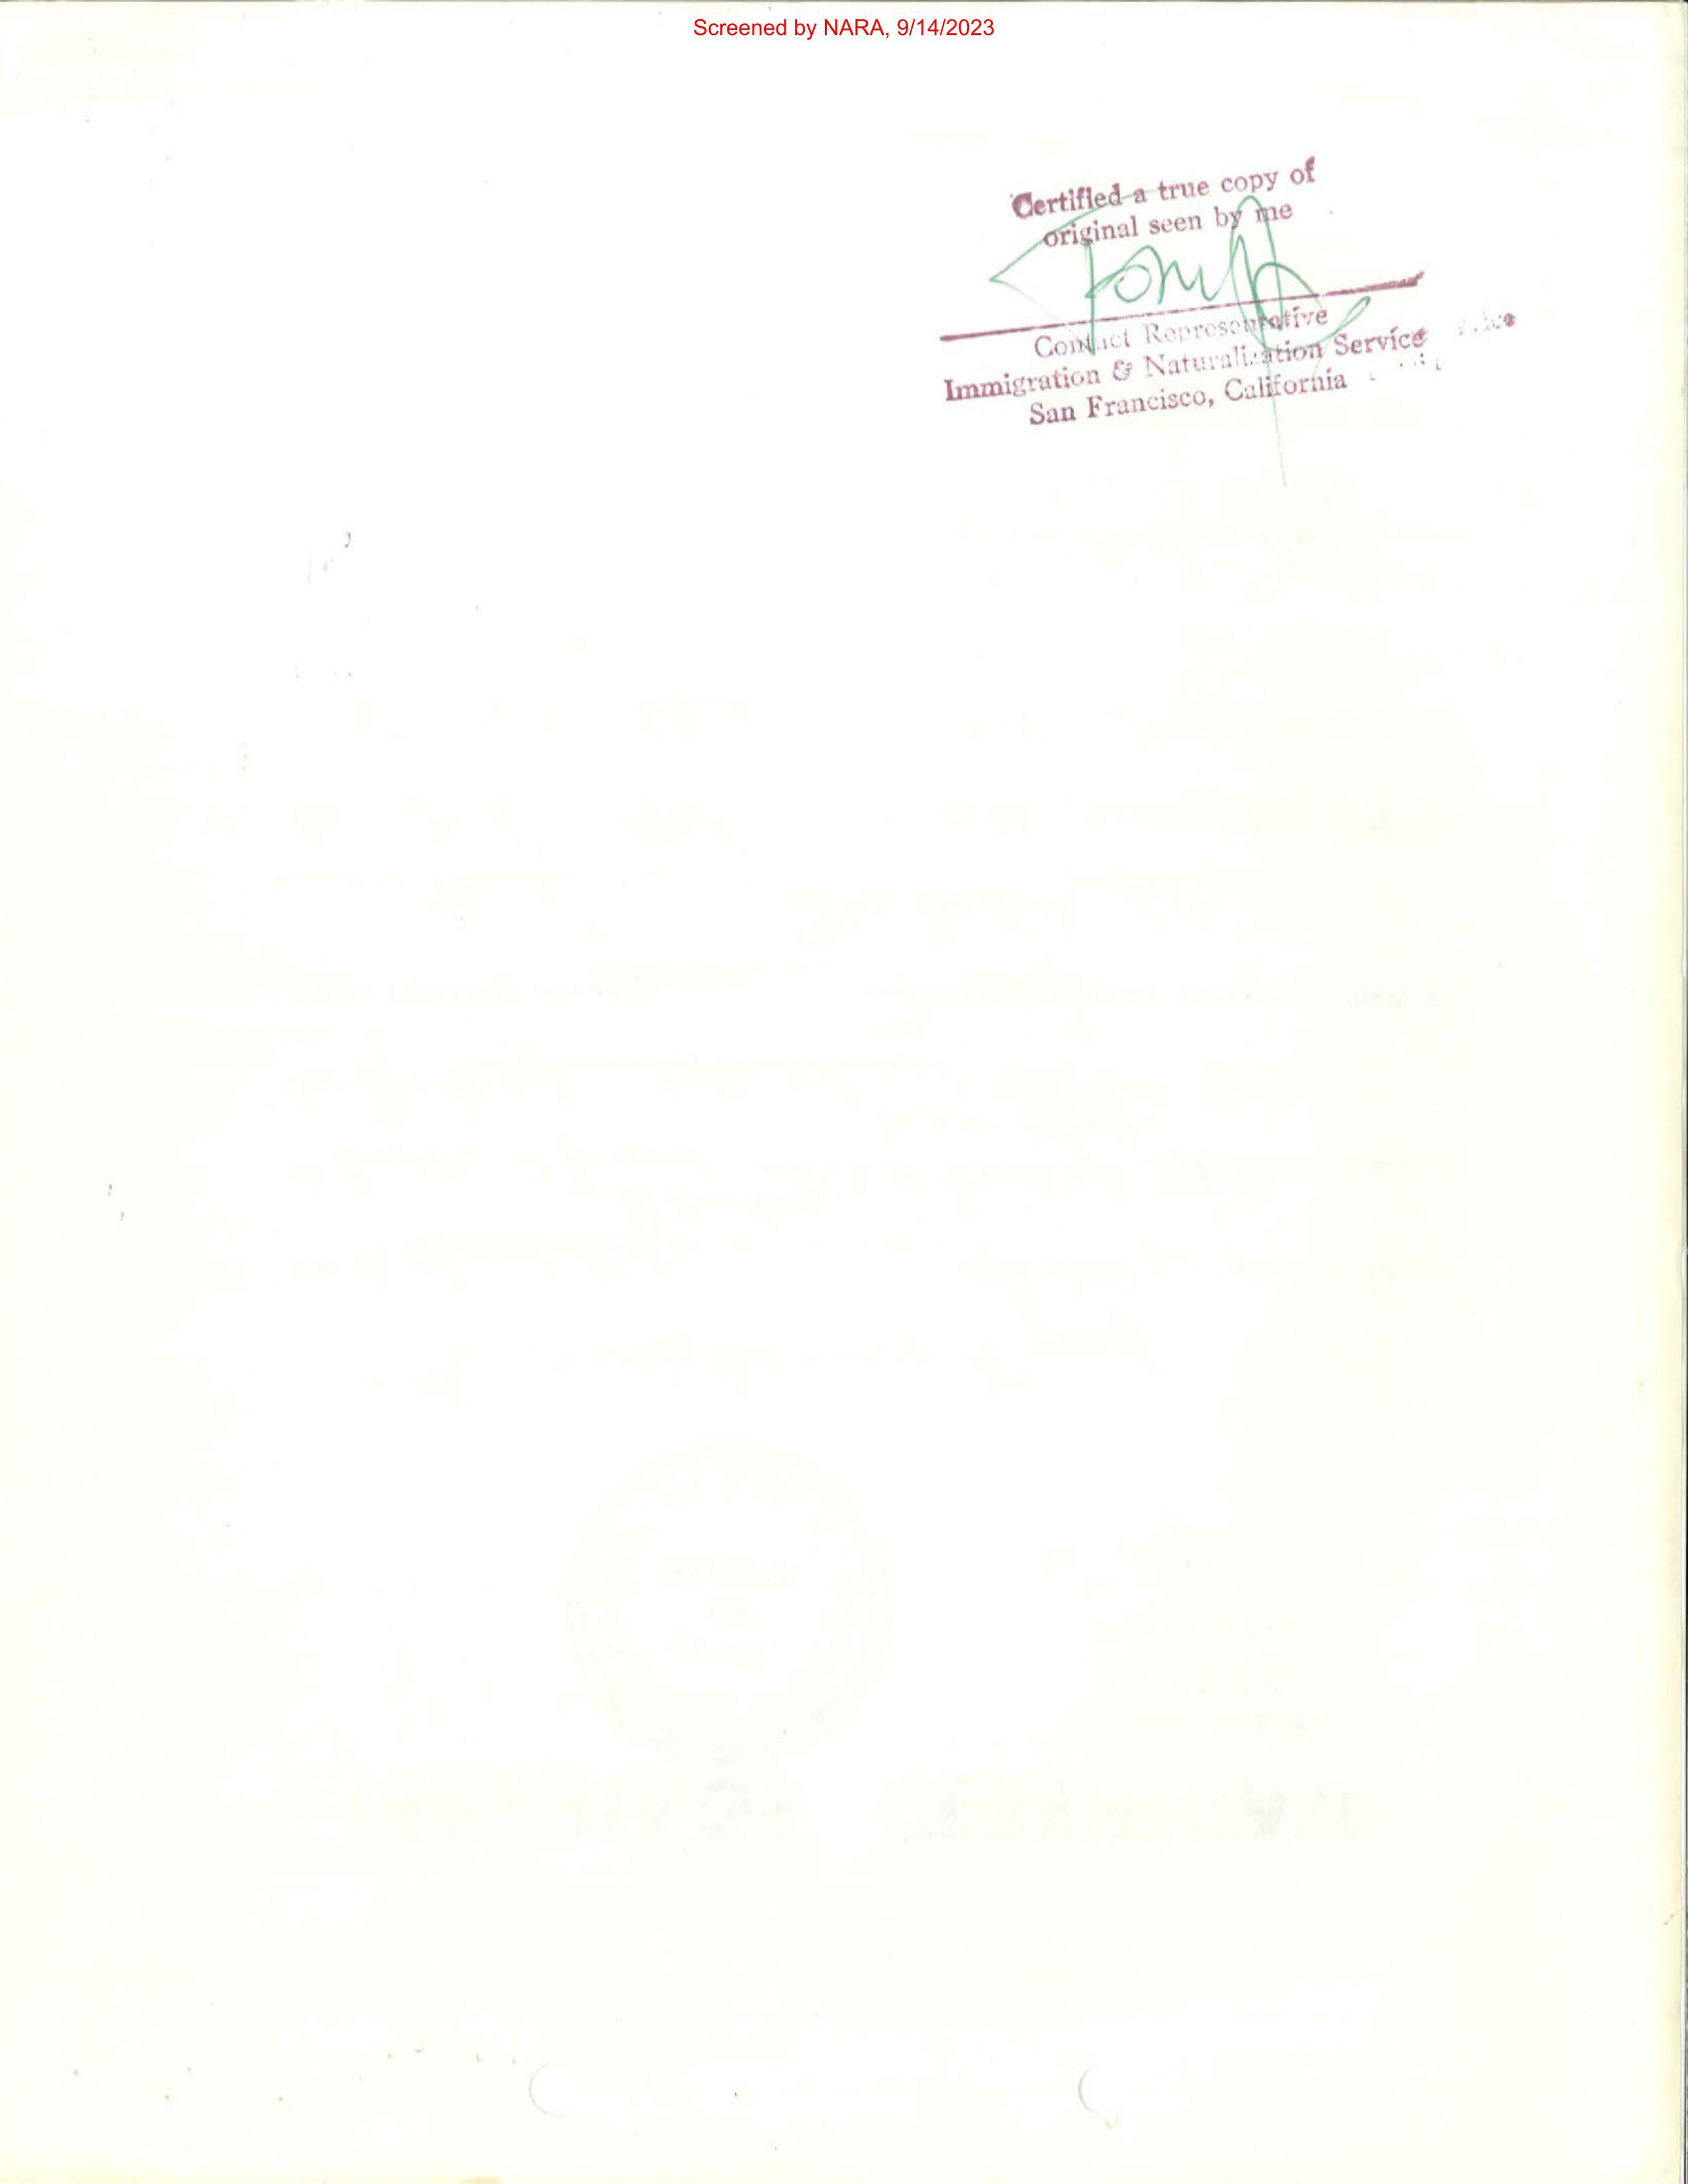 Screened by NARA, 9/14/2023
Certified a true copy of
original seen by me
Contact Representative
Immigration & Naturalization Service
San Francisco, California